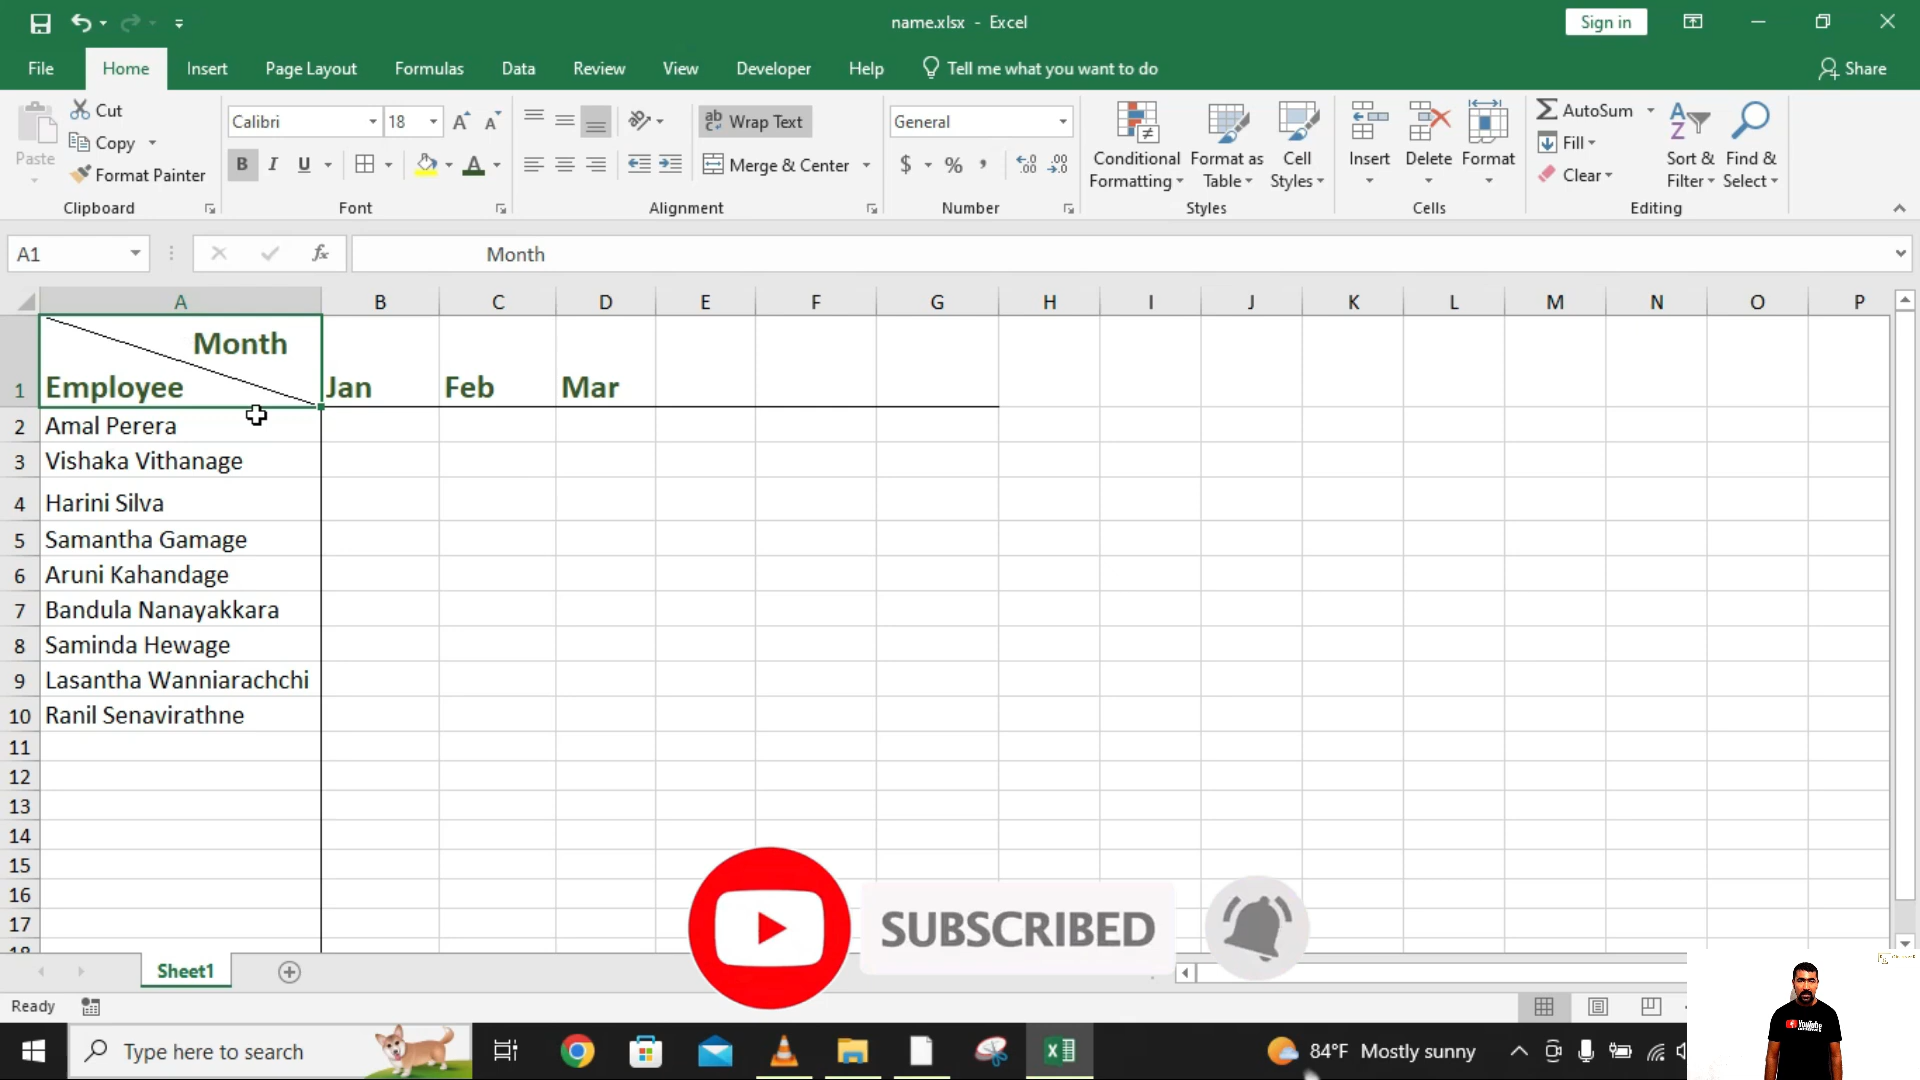 name.xlsx - Excel
Sign in
File Home Insert Page Layout Formulas Data Review View Developer Help Tell me what you want to do Share
Paste
Cut
Copy
Format Painter
Clipboard
Calibri 18
B I U
Font
Wrap Text
Merge & Center
Alignment
General
$ % ,
Number
Conditional Formatting
Format as Table
Cell Styles
Styles
Insert Delete Format
Cells
AutoSum
Fill
Clear
Sort & Filter
Find & Select
Editing
A1 fx Month
A B C D E F G H I J K L M N O P
Month
1 Employee Jan Feb Mar
2 Amal Perera
3 Vishaka Vithanage
4 Harini Silva
5 Samantha Gamage
6 Aruni Kahandage
7 Bandula Nanayakkara
8 Saminda Hewage
9 Lasantha Wanniarachchi
10 Ranil Senavirathne
11
12
13
14
15
16
17
18
SUBSCRIBED
Sheet1
Ready
YouTube
Type here to search
84°F Mostly sunny